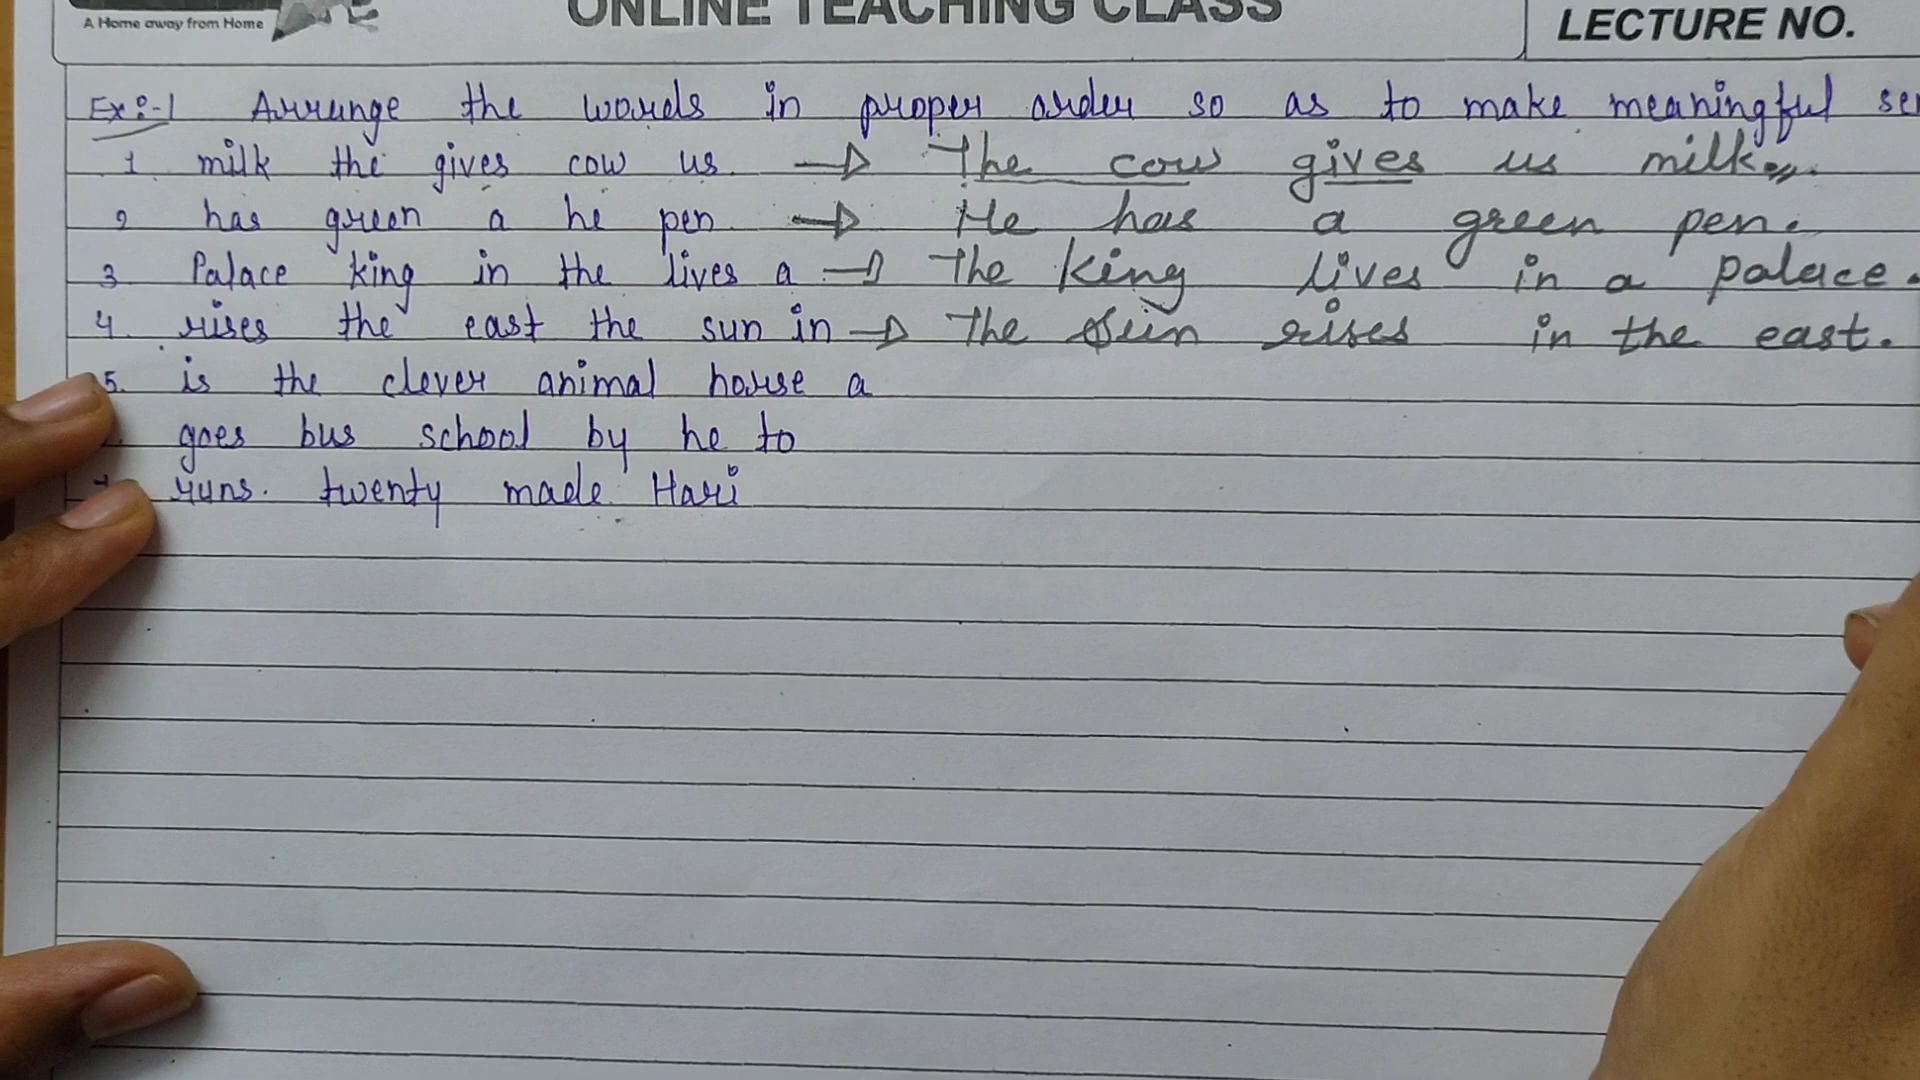 A Home away from Home
ONLINE TEACHING CLASS
LECTURE NO.
Ex:-1 Arrange the words in proper order so as to make meaningful
1 milk the gives cow us. → The cow gives us milk.
2 has green a he pen → He has a green pen.
3 Palace king in the lives a → The king lives in a palace.
4. rises the east the sun in → The Sun rises in the east.
5. is the clever animal horse a
goes bus school by he to
runs. twenty made Hari